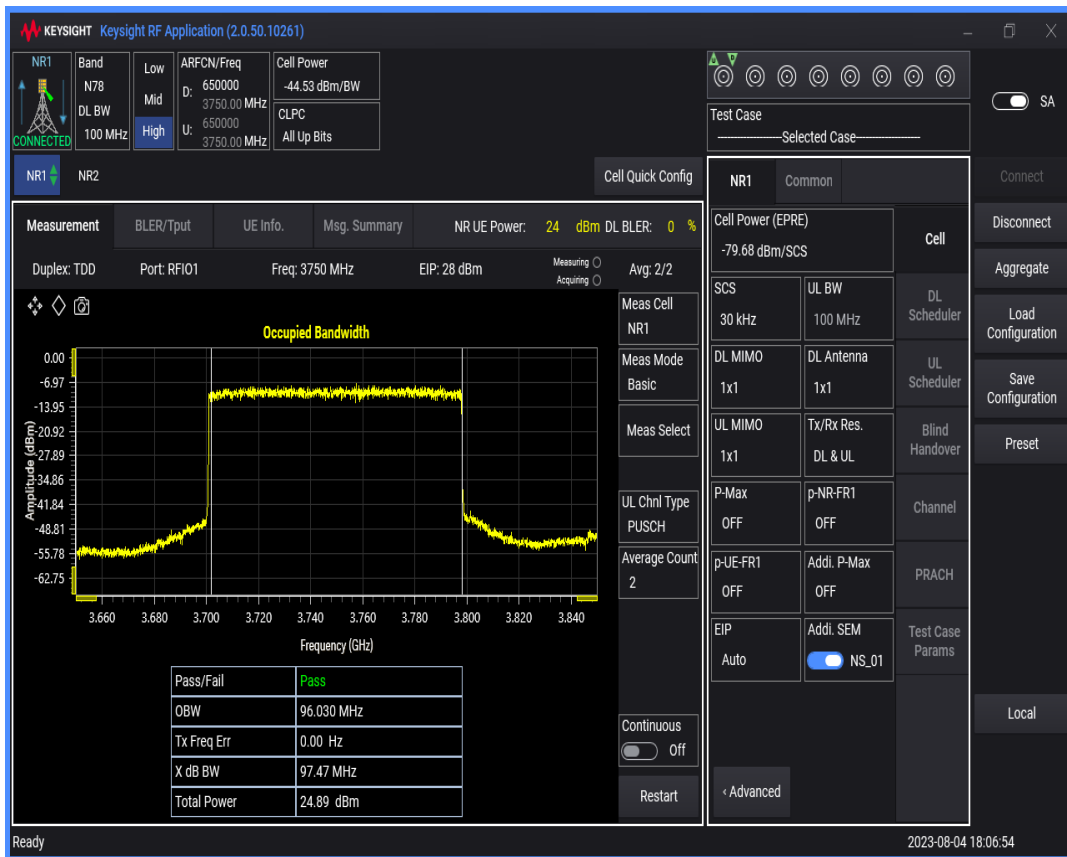 KEYSIGHT Keysight RF Application (2.0.50.10261)
NR1
CONNECTED
Band
N78
DL BW
100 MHz
Low
Mid
High
ARFCN/Freq
D: 650000
3750.00 MHz
U: 650000
3750.00 MHz
Cell Power
-44.53 dBm/BW
CLPC
All Up Bits
Test Case
Selected Case
SA
NR1
NR2
Cell Quick Config
Measurement
BLER/Tput
UE Info.
Msg. Summary
NR UE Power: 24 dBm DL BLER: 0 %
Duplex: TDD
Port: RFIO1
Freq: 3750 MHz
EIP: 28 dBm
Measuring
Acquiring
Avg: 2/2
Occupied Bandwidth
Amplitude (dBm)
0.00
-6.97
-13.95
-20.92
-27.89
-34.86
-41.84
-48.81
-55.78
-62.75
3.660 3.680 3.700 3.720 3.740 3.760 3.780 3.800 3.820 3.840
Frequency (GHz)
Pass/Fail Pass
OBW 96.030 MHz
Tx Freq Err 0.00 Hz
X dB BW 97.47 MHz
Total Power 24.89 dBm
Meas Cell
NR1
Meas Mode
Basic
Meas Select
UL Chnl Type
PUSCH
Average Count
2
Continuous
Off
Restart
NR1
Common
Cell Power (EPRE)
-79.68 dBm/SCS
SCS
30 kHz
UL BW
100 MHz
DL MIMO
1x1
DL Antenna
1x1
UL MIMO
1x1
Tx/Rx Res.
DL & UL
P-Max
OFF
p-NR-FR1
OFF
p-UE-FR1
OFF
Addi. P-Max
OFF
EIP
Auto
Addi. SEM
NS_01
‹ Advanced
Cell
DL
Scheduler
UL
Scheduler
Blind
Handover
Channel
PRACH
Test Case
Params
Connect
Disconnect
Aggregate
Load
Configuration
Save
Configuration
Preset
Local
Ready
2023-08-04 18:06:54